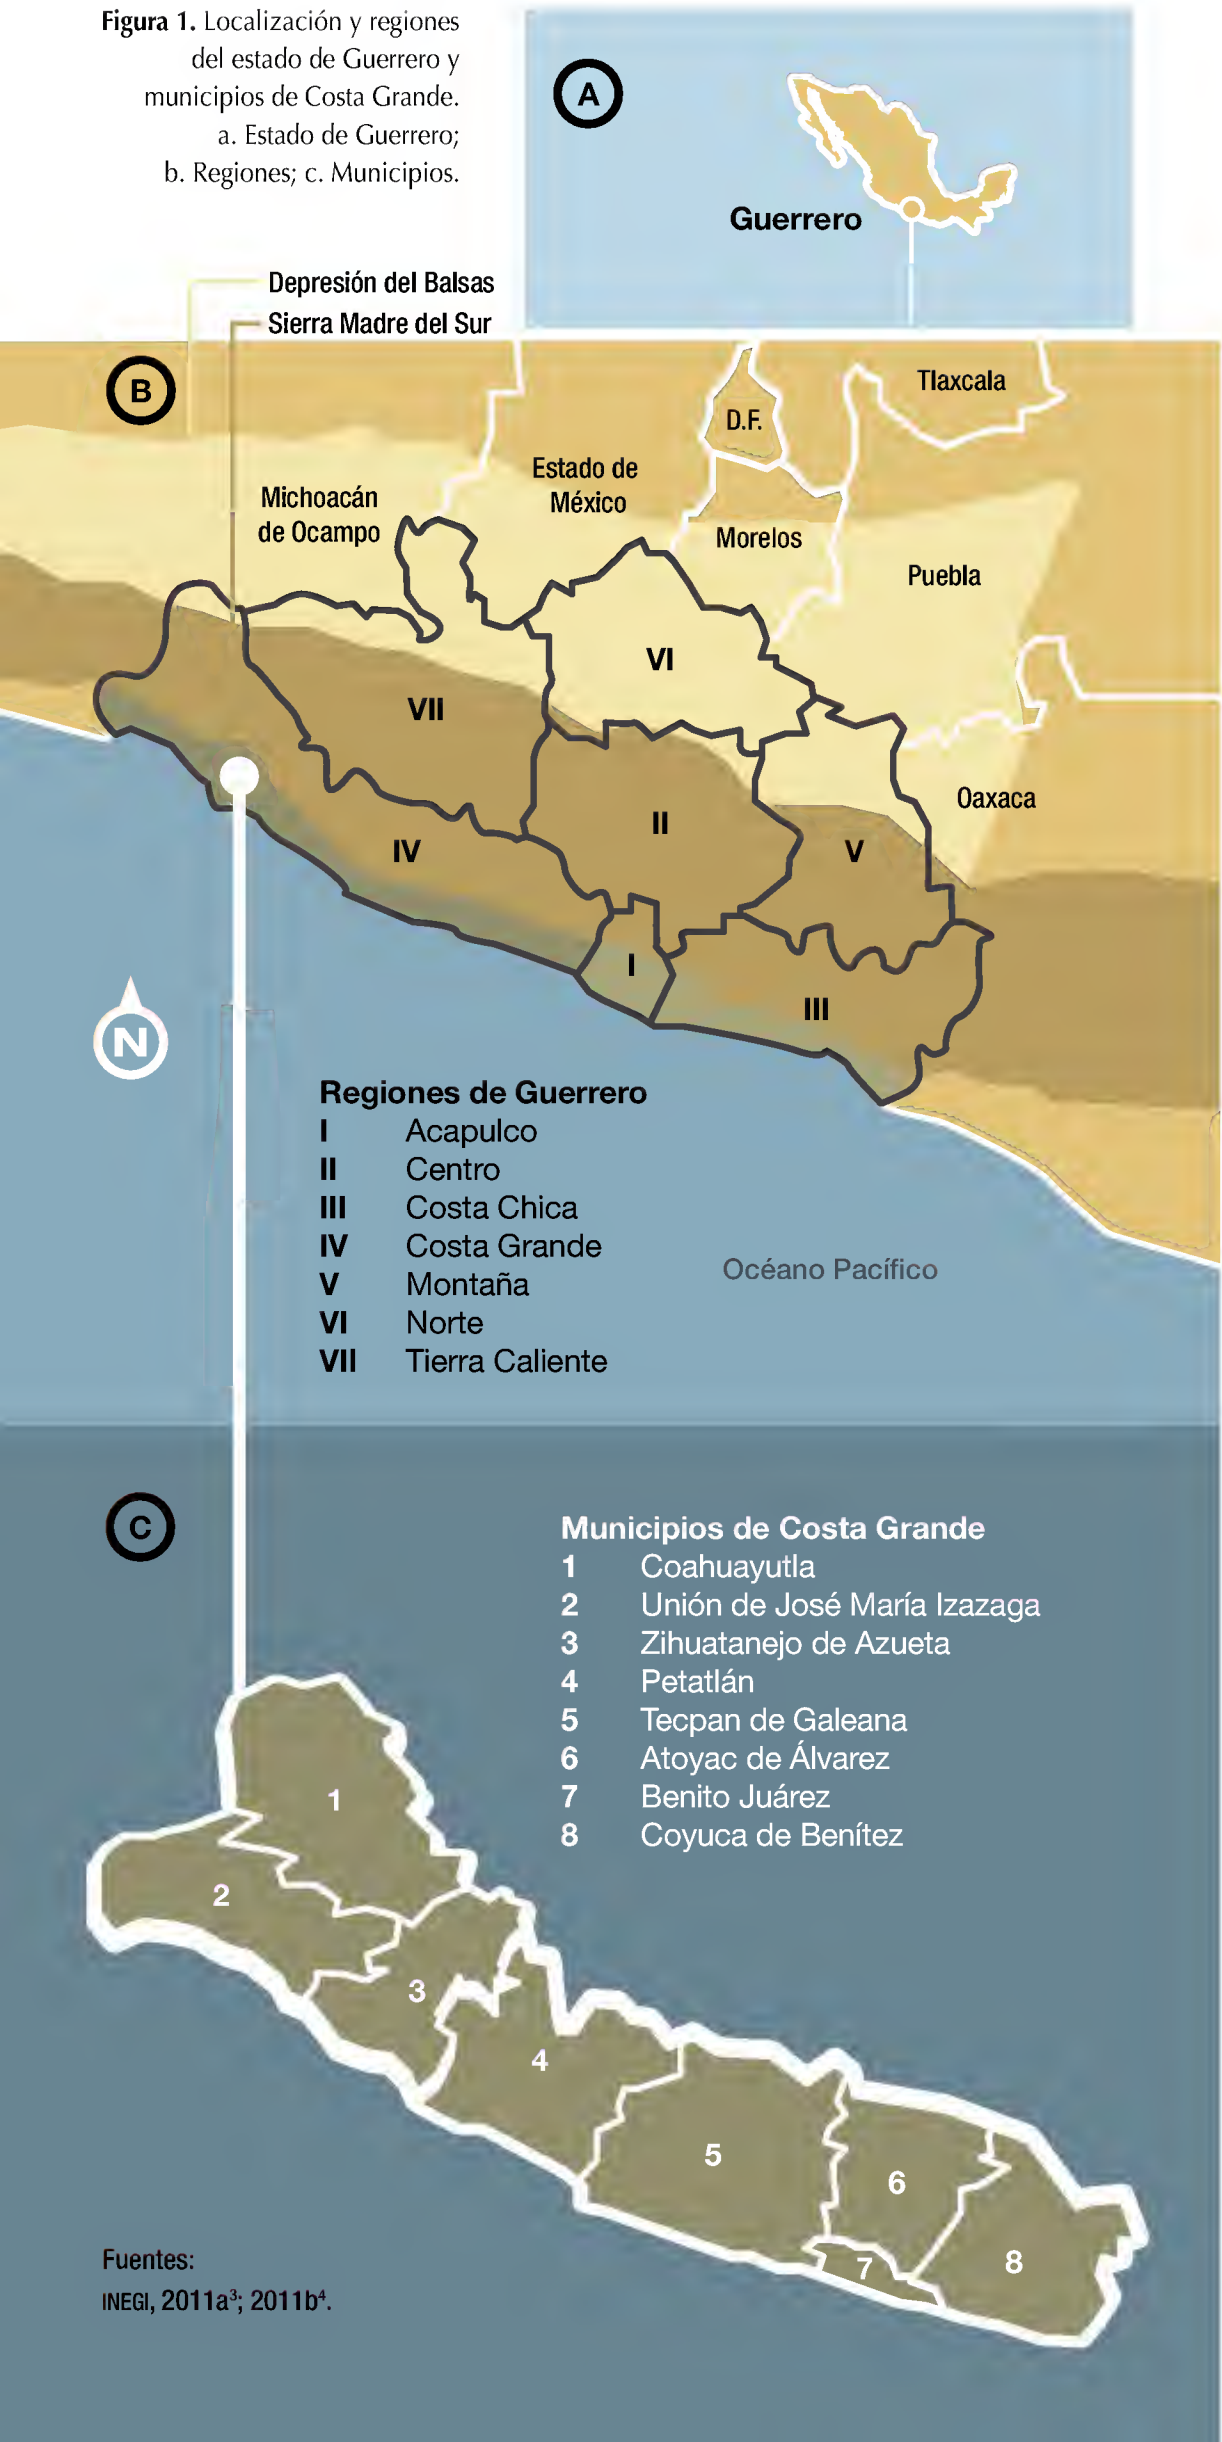 Figura 1. Localización y regiones
del estado de Guerrero y
municipios de Costa Grande.
a. Estado de Guerrero;
b. Regiones; c. Municipios.
A
Guerrero
Depresión del Balsas
Sierra Madre del Sur
B
Tlaxcala
D.F.
Estado de
México
Michoacán
de Ocampo
Morelos
Puebla
VI
VII
Oaxaca
II
IV
V
I
III
N
Regiones de Guerrero
I Acapulco
II Centro
III Costa Chica
IV Costa Grande
V Montaña
VI Norte
VII Tierra Caliente
Océano Pacífico
C
Municipios de Costa Grande
1 Coahuayutla
2 Unión de José María Izazaga
3 Zihuatanejo de Azueta
4 Petatlán
5 Tecpan de Galeana
6 Atoyac de Álvarez
7 Benito Juárez
8 Coyuca de Benítez
1
2
3
4
5
6
7
8
Fuentes:
INEGI, 2011a³; 2011b⁴.